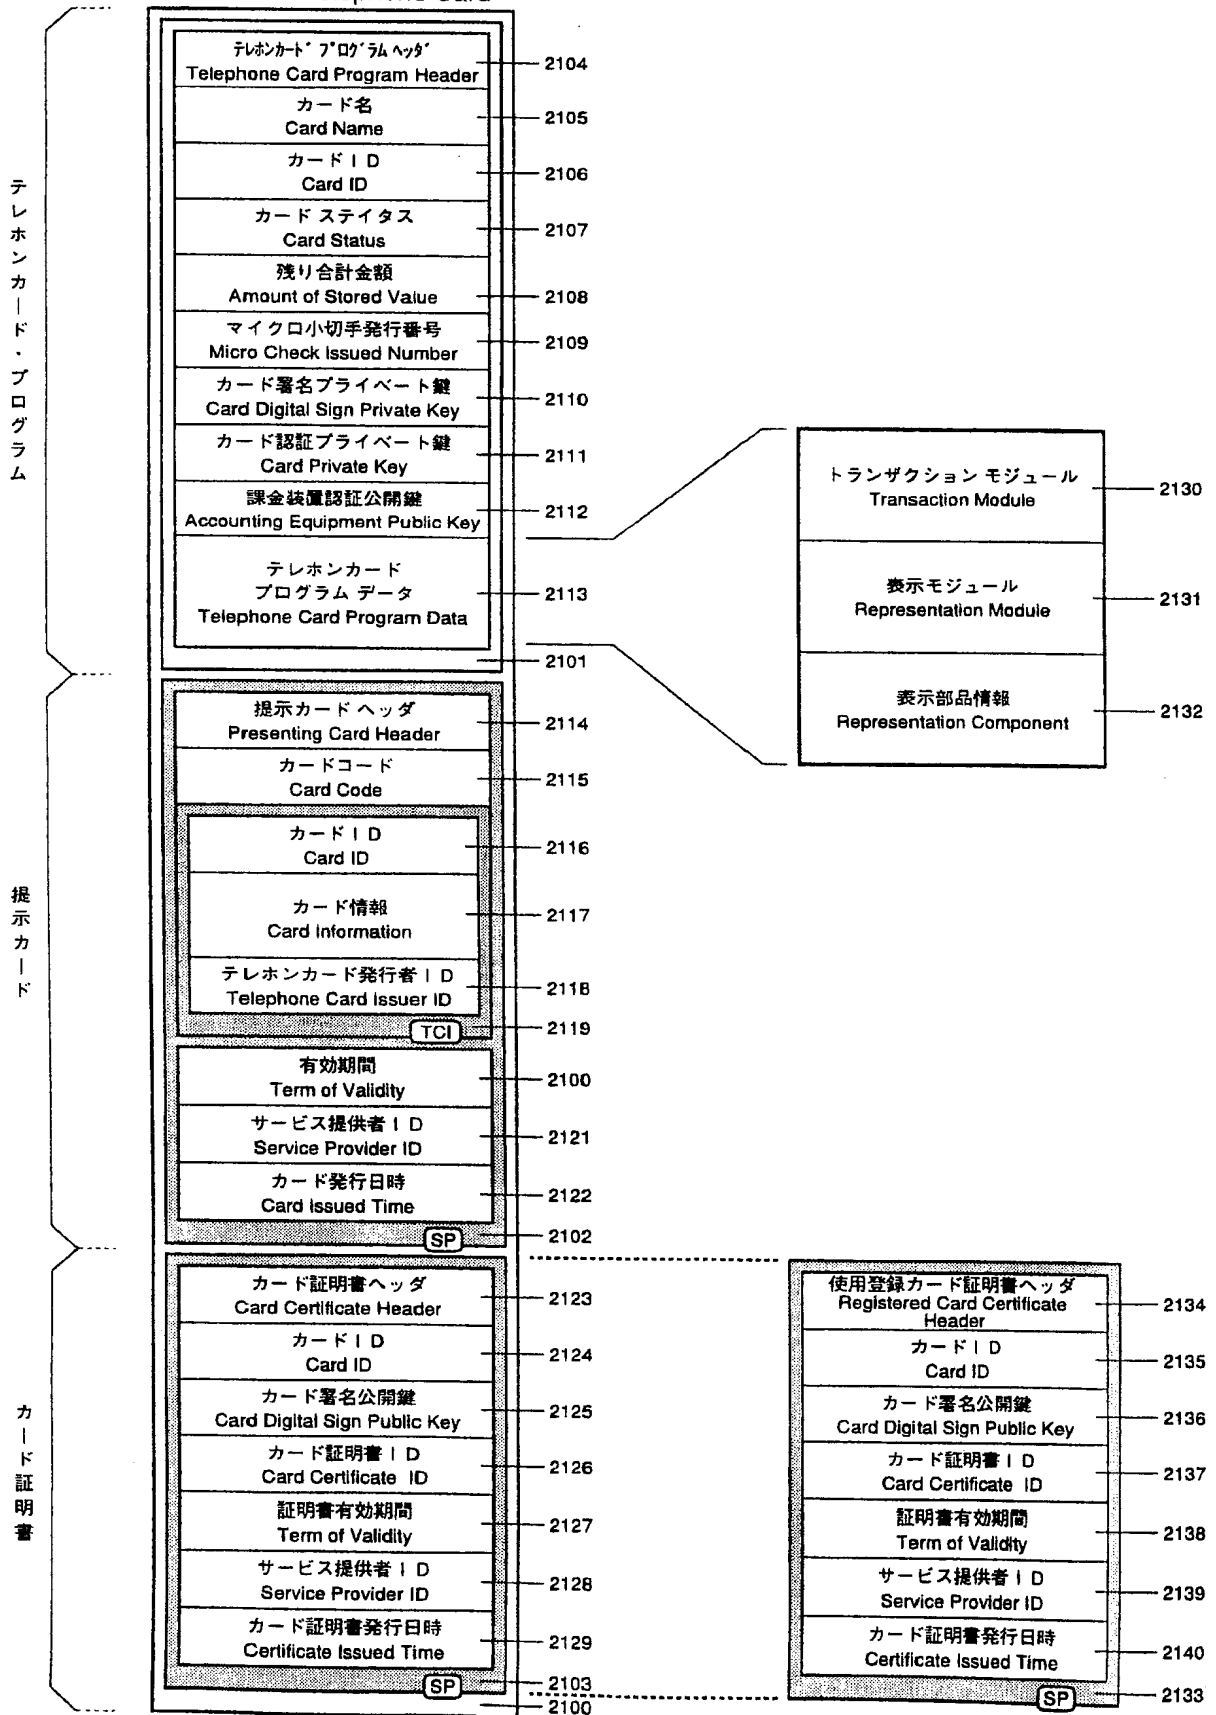 テレホンカード プログラム ヘッダ
Telephone Card Program Header
2104
カード名
Card Name
2105
カードID
Card ID
2106
カード ステイタス
Card Status
2107
残り合計金額
Amount of Stored Value
2108
マイクロ小切手発行番号
Micro Check Issued Number
2109
カード署名プライベート鍵
Card Digital Sign Private Key
2110
カード認証プライベート鍵
Card Private Key
2111
課金装置認証公開鍵
Accounting Equipment Public Key
2112
テレホンカード
プログラム データ
Telephone Card Program Data
2113
2101
テレホンカード・プログラム
トランザクション モジュール
Transaction Module
2130
表示モジュール
Representation Module
2131
表示部品情報
Representation Component
2132
提示カード ヘッダ
Presenting Card Header
2114
カードコード
Card Code
2115
カードID
Card ID
2116
カード情報
Card Information
2117
テレホンカード発行者ID
Telephone Card Issuer ID
2118
TCI
2119
有効期間
Term of Validity
2100
サービス提供者ID
Service Provider ID
2121
カード発行日時
Card Issued Time
2122
SP
2102
提示カード
カード証明書ヘッダ
Card Certificate Header
2123
カードID
Card ID
2124
カード署名公開鍵
Card Digital Sign Public Key
2125
カード証明書ID
Card Certificate ID
2126
証明書有効期間
Term of Validity
2127
サービス提供者ID
Service Provider ID
2128
カード証明書発行日時
Certificate Issued Time
2129
SP
2103
2100
カード証明書
使用登録カード証明書ヘッダ
Registered Card Certificate
Header
2134
カードID
Card ID
2135
カード署名公開鍵
Card Digital Sign Public Key
2136
カード証明書ID
Card Certificate ID
2137
証明書有効期間
Term of Validity
2138
サービス提供者ID
Service Provider ID
2139
カード証明書発行日時
Certificate Issued Time
2140
SP
2133